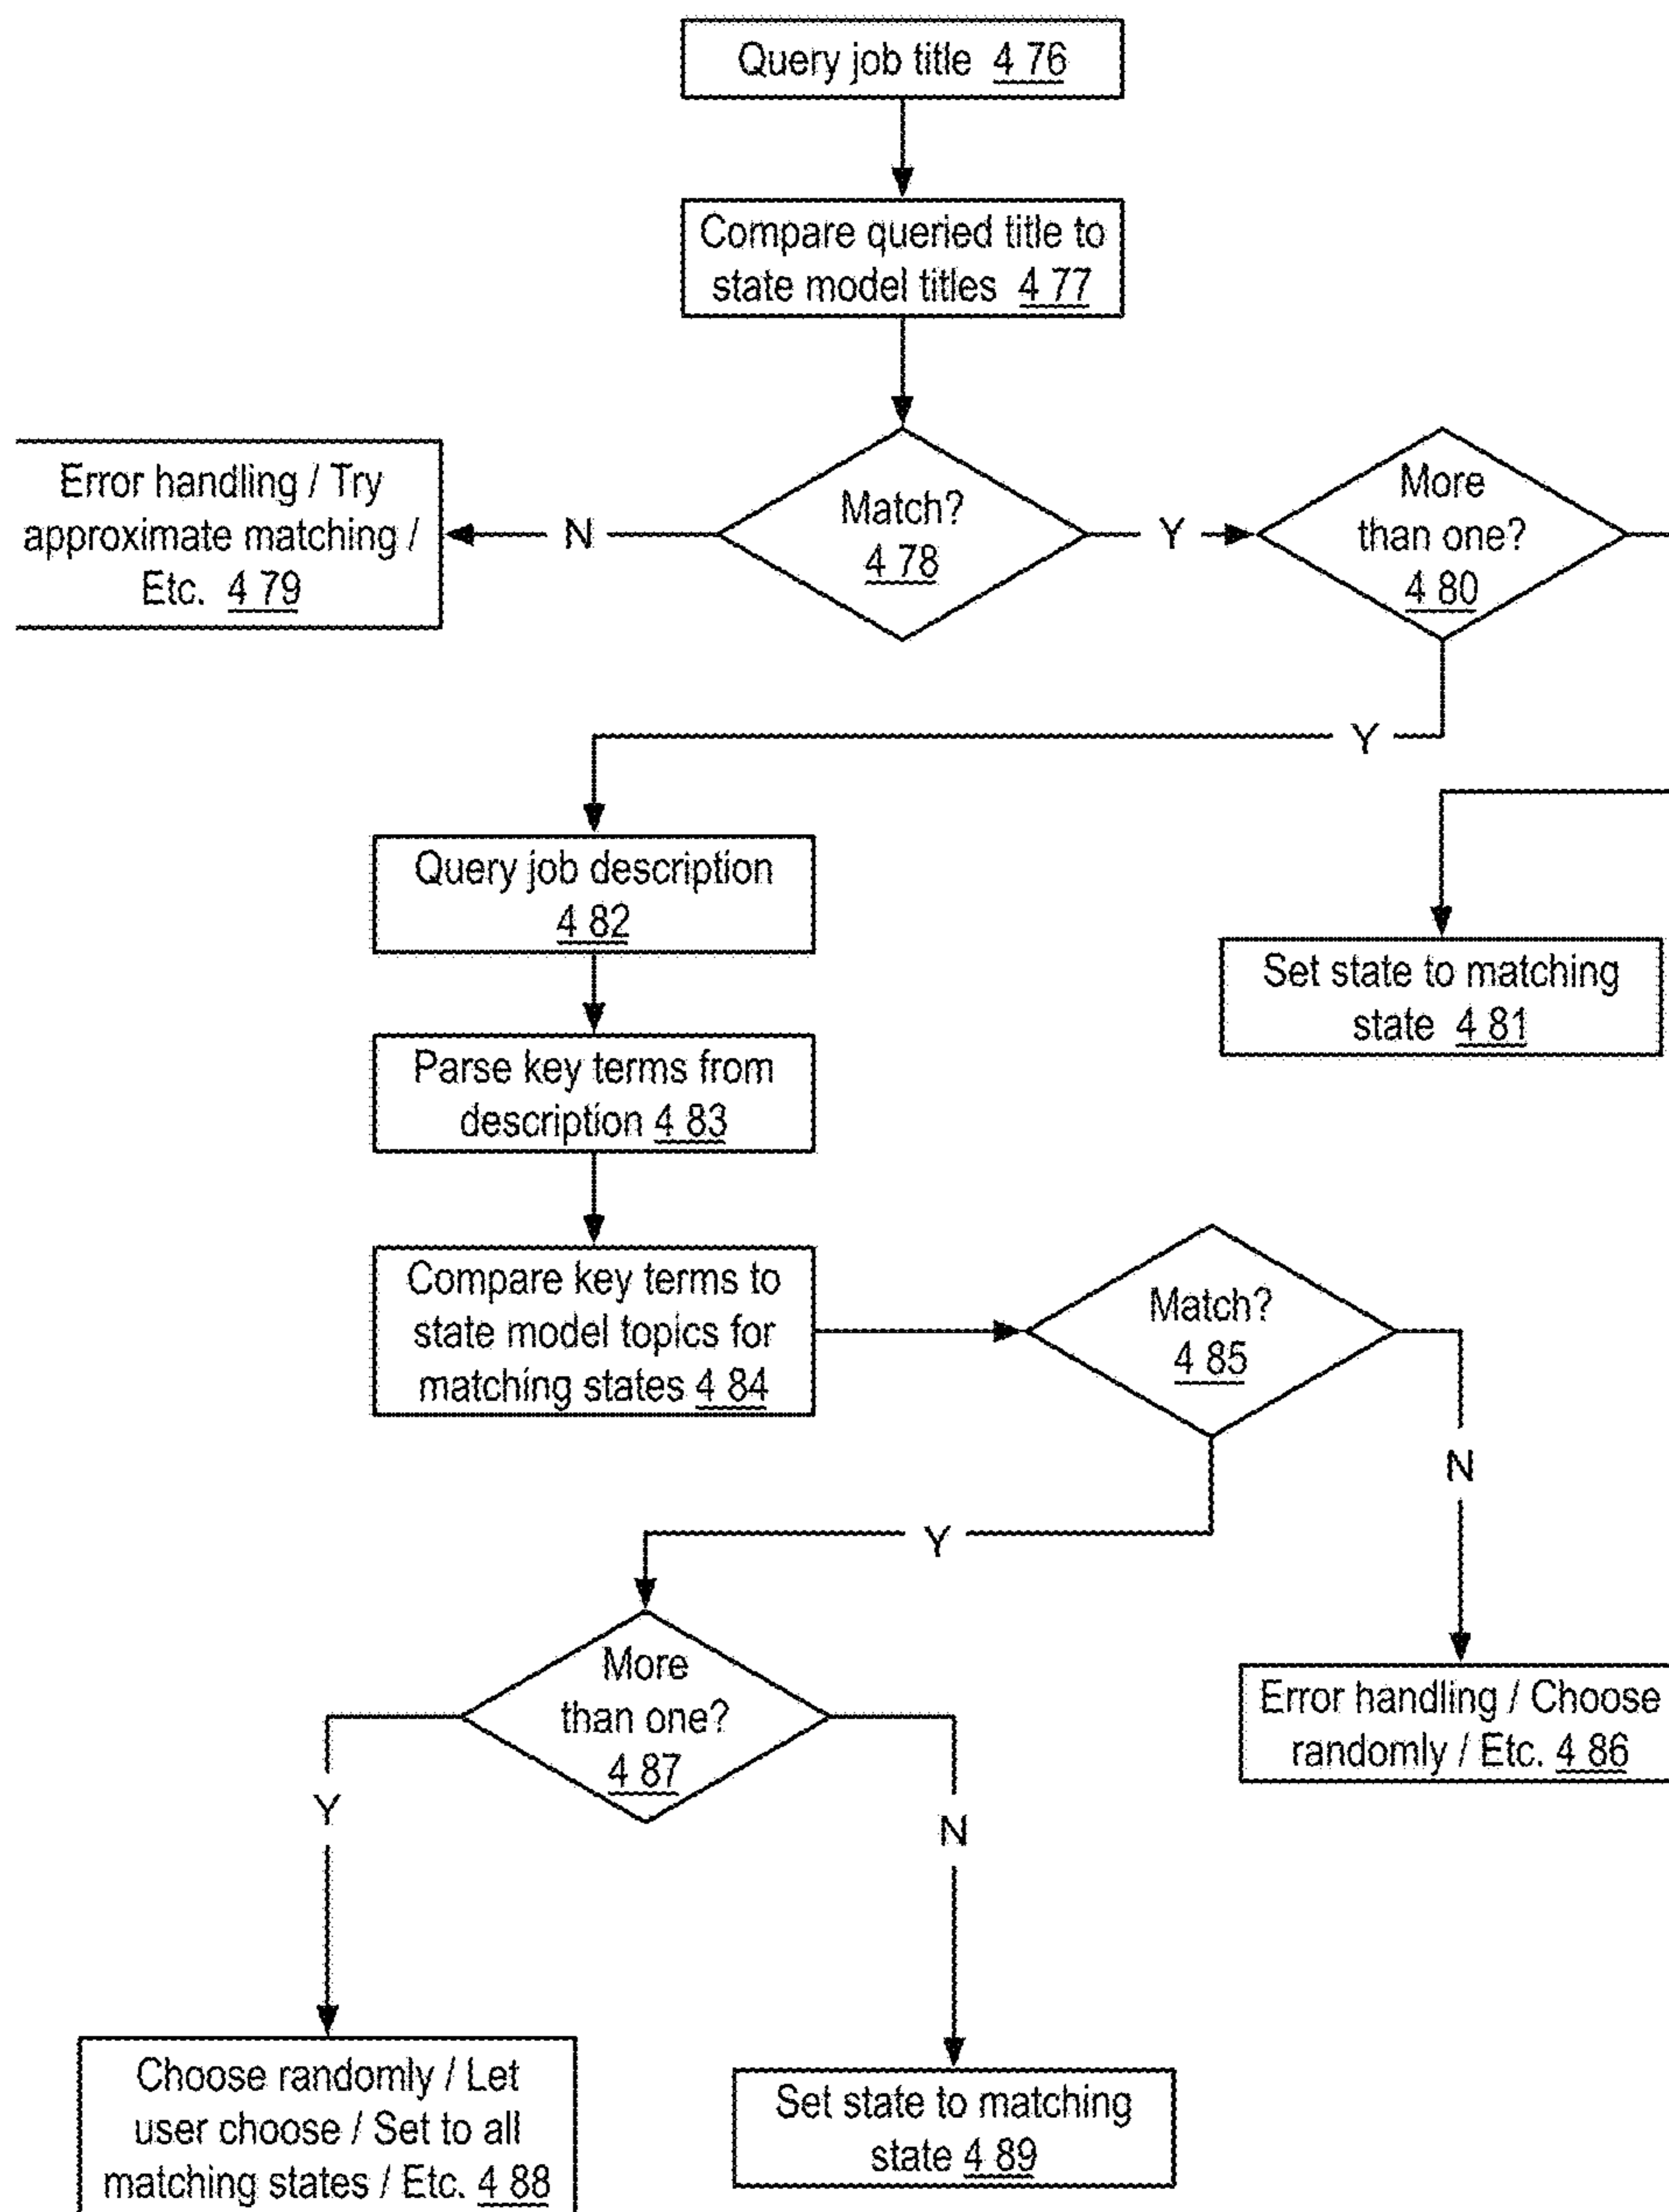 Query job title 4 76
Compare queried title to
state model titles 4 77
Error handling / Try
approximate matching /
Etc. 4 79
N
Match?
4 78
Y
More
than one?
4 80
Y
Query job description
4 82
Set state to matching
state 4 81
Parse key terms from
description 4 83
Compare key terms to
state model topics for
matching states 4 84
Match?
4 85
N
Y
More
than one?
4 87
Error handling / Choose
randomly / Etc. 4 86
Y
N
Choose randomly / Let
user choose / Set to all
matching states / Etc. 4 88
Set state to matching
state 4 89